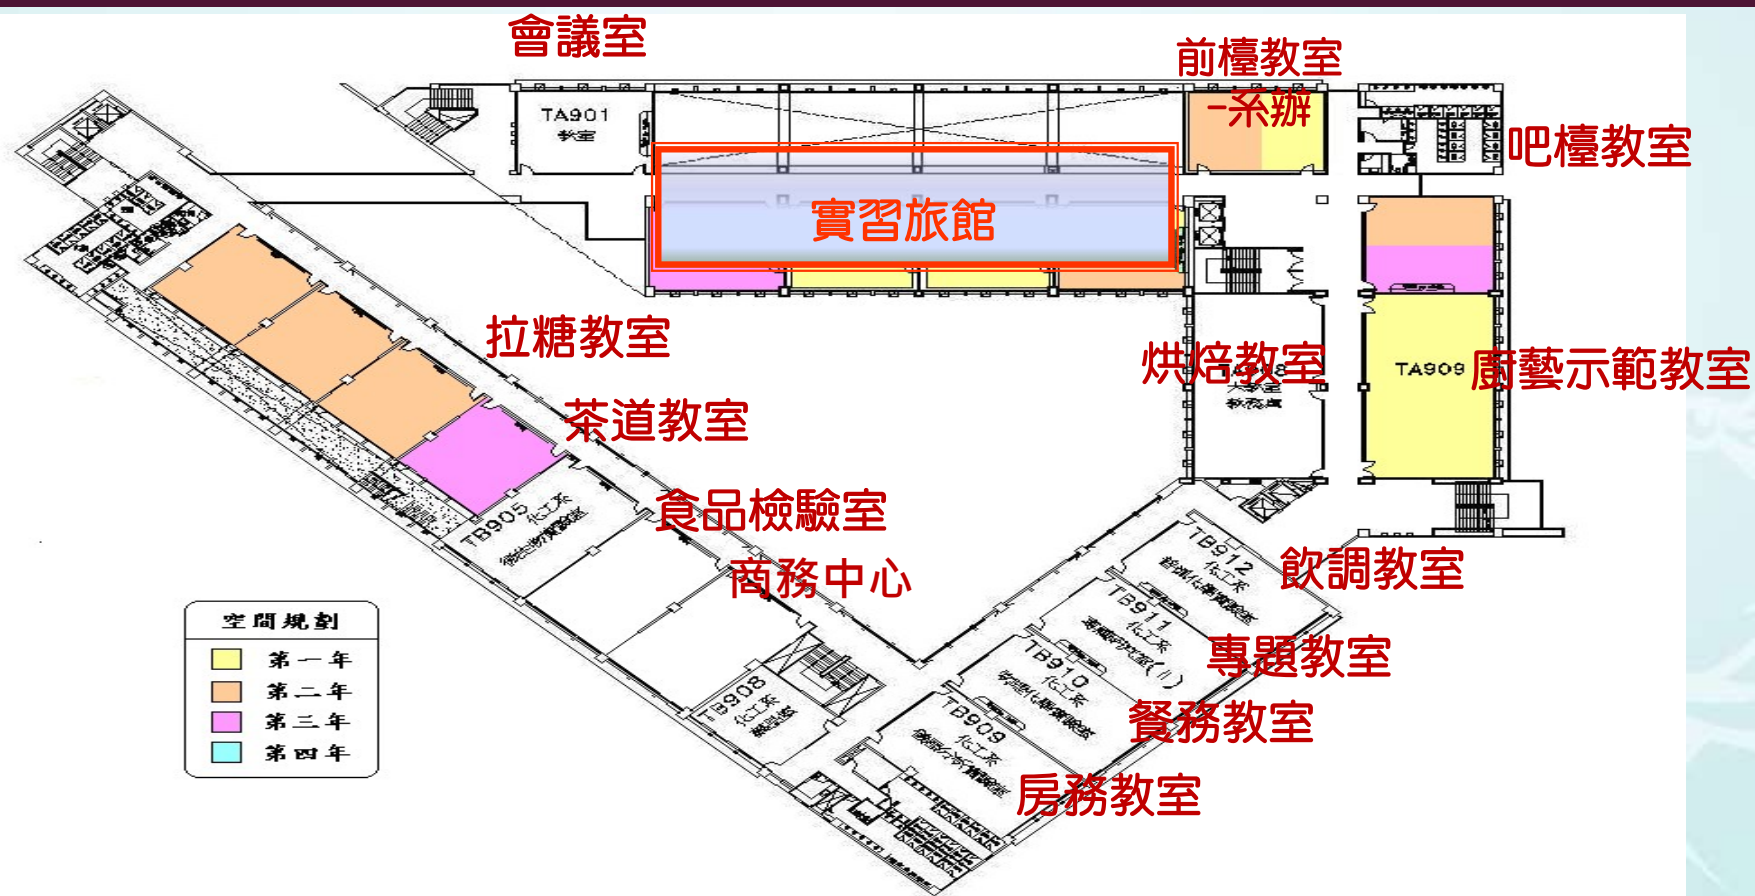 會議室
前檯教室
-系辦
TA901
教室
吧檯教室
實習旅館
拉糖教室
烘焙教室
TA909
廚藝示範教室
茶道教室
食品檢驗室
TB905
化工系
商務中心
TB912
化工系
飲調教室
TB911
化工系
專題教室
TB910
化工系
餐務教室
TB908
化工系
TB909
化工系
房務教室
空間規劃
第一年
第二年
第三年
第四年